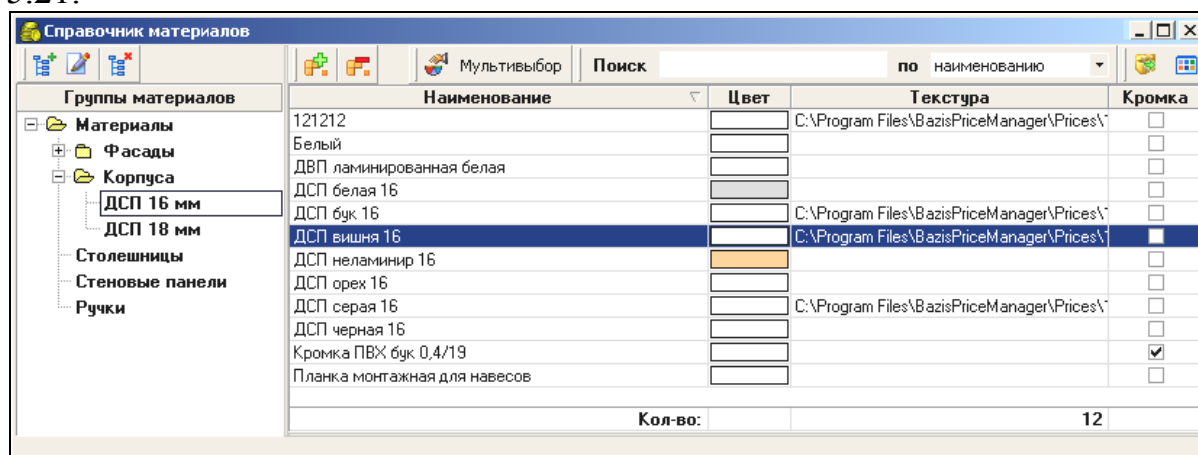 Справочник материалов
Мультивыбор Поиск по наименованию
Группы материалов Наименование Цвет Текстура Кромка
Материалы
Фасады
Корпуса
ДСП 16 мм
ДСП 18 мм
Столешницы
Стеновые панели
Ручки
121212 C:\Program Files\BazisPriceManager\Prices\
Белый
ДВП ламинированная белая
ДСП белая 16
ДСП бук 16 C:\Program Files\BazisPriceManager\Prices\
ДСП вишня 16 C:\Program Files\BazisPriceManager\Prices\
ДСП неламинир 16
ДСП орех 16
ДСП серая 16 C:\Program Files\BazisPriceManager\Prices\
ДСП черная 16
Кромка ПВХ бук 0,4/19
Планка монтажная для навесов
Кол-во: 12